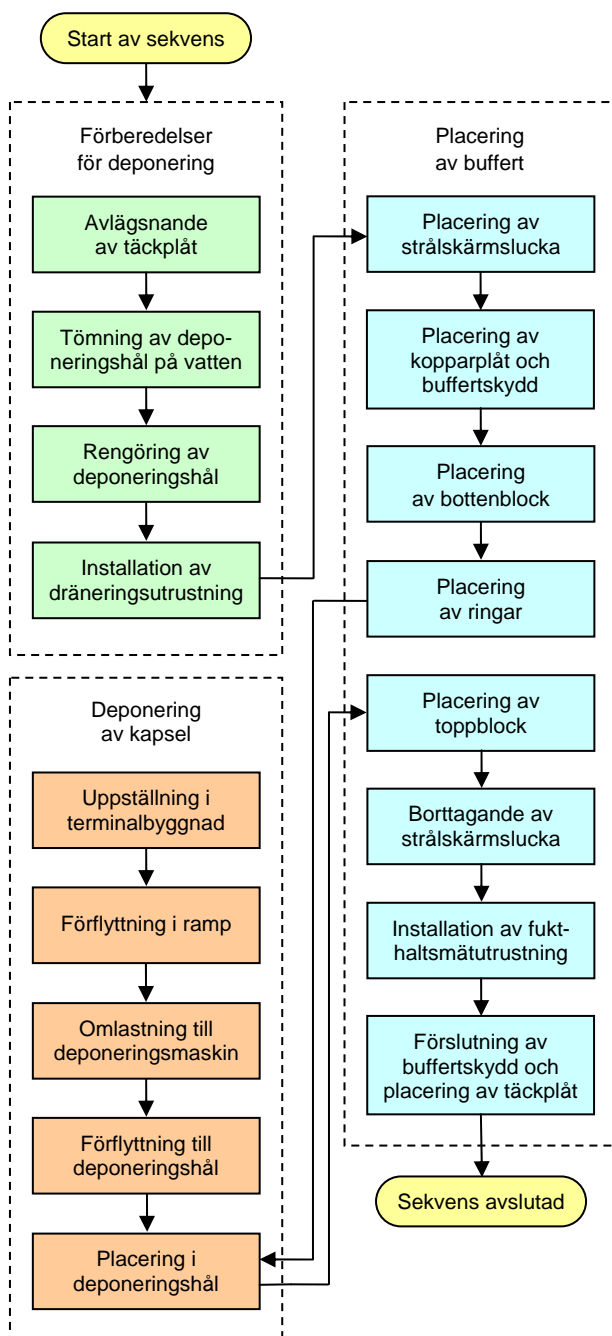 Start av sekvens
Förberedelser
för deponering
Avlägsnande
av täckplåt
Tömning av depo-
neringshål på vatten
Rengöring av
deponeringshål
Installation av
dräneringsutrustning
Placering
av buffert
Placering av
strålskärmslucka
Placering av
kopparplåt och
buffertskydd
Placering
av bottenblock
Placering
av ringar
Deponering
av kapsel
Uppställning i
terminalbyggnad
Förflyttning i ramp
Omlastning till
deponeringsmaskin
Förflyttning till
deponeringshål
Placering i
deponeringshål
Placering av
toppblock
Borttagande av
strålskärmslucka
Installation av fukt-
haltsmätutrustning
Förslutning av
buffertskydd och
placering av täckplåt
Sekvens avslutad